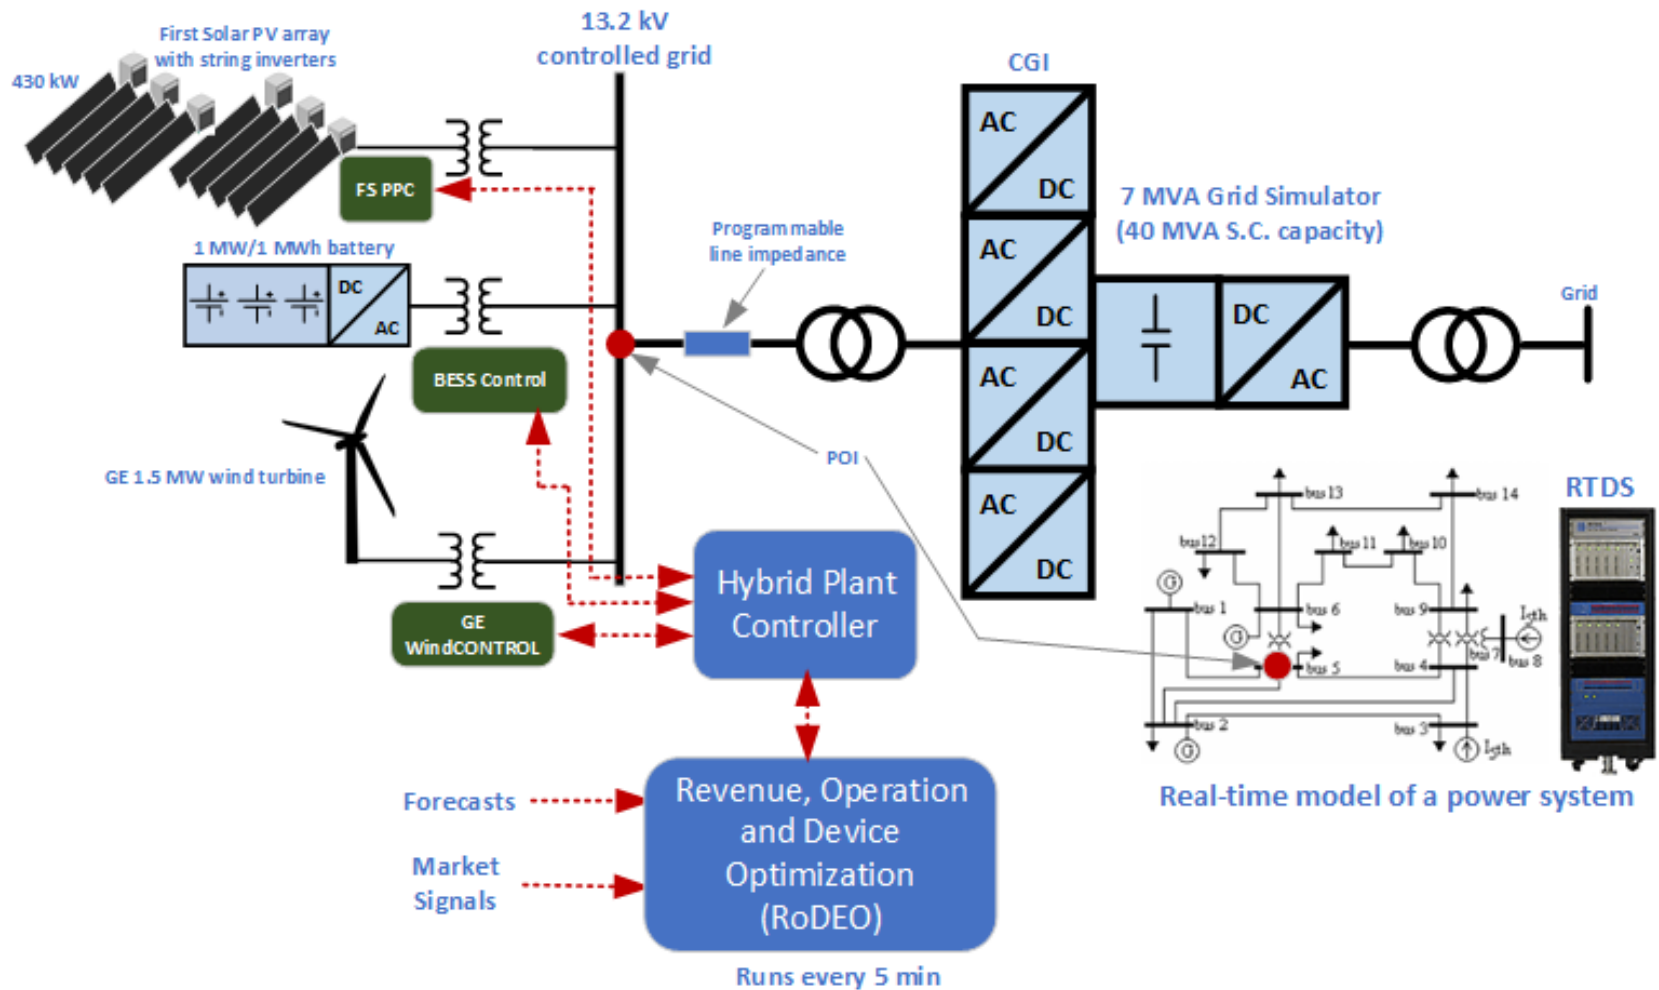 First Solar PV array
with string inverters
430 kW
FS PPC
13.2 kV
controlled grid
1 MW/1 MWh battery
DC
AC
BESS Control
GE 1.5 MW wind turbine
GE
WindCONTROL
Programmable
line impedance
POI
CGI
AC
DC
AC
DC
AC
DC
AC
DC
7 MVA Grid Simulator
(40 MVA S.C. capacity)
DC
AC
Grid
Hybrid Plant
Controller
Forecasts
Market
Signals
Revenue, Operation
and Device
Optimization
(RoDEO)
Runs every 5 min
RTDS
bus 13
bus 14
bus 12
bus 11
bus 10
G
bus 1
bus 6
bus 9
G
bus 7
bus 8
bus 5
bus 4
bus 2
bus 3
G
Real-time model of a power system